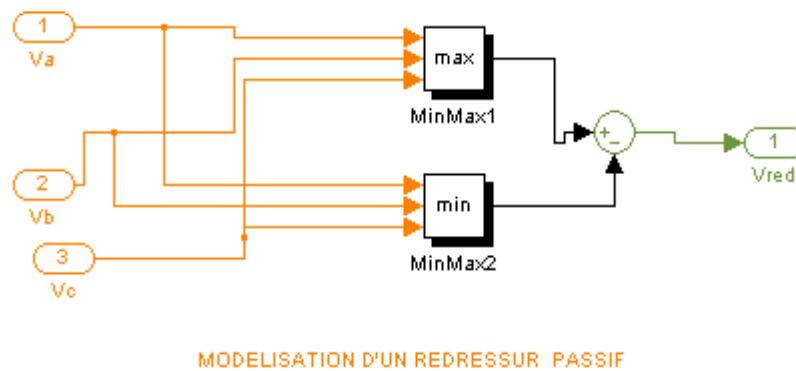 1
Va
max
MinMax1
1
Vred
2
Vb
min
MinMax2
3
Vc
MODELISATION D'UN REDRESSUR PASSIF